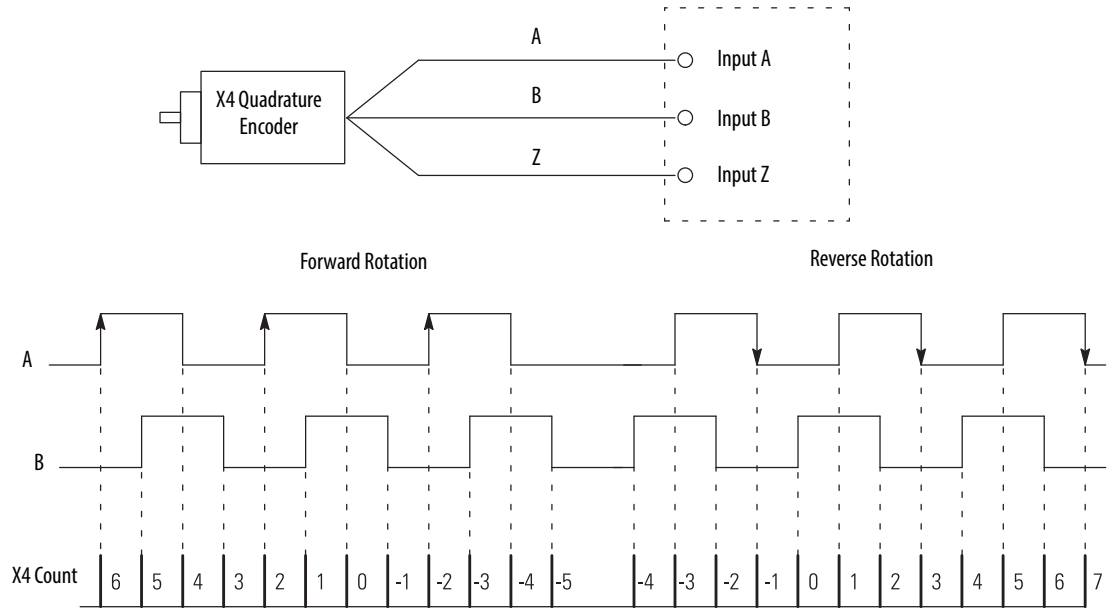 A
X4 Quadrature
Encoder
Input A
B
Input B
Z
Input Z
Forward Rotation
Reverse Rotation
A
B
X4 Count 6 5 4 3 2 1 0 -1 -2 -3 -4 -5 -4 -3 -2 -1 0 1 2 3 4 5 6 7